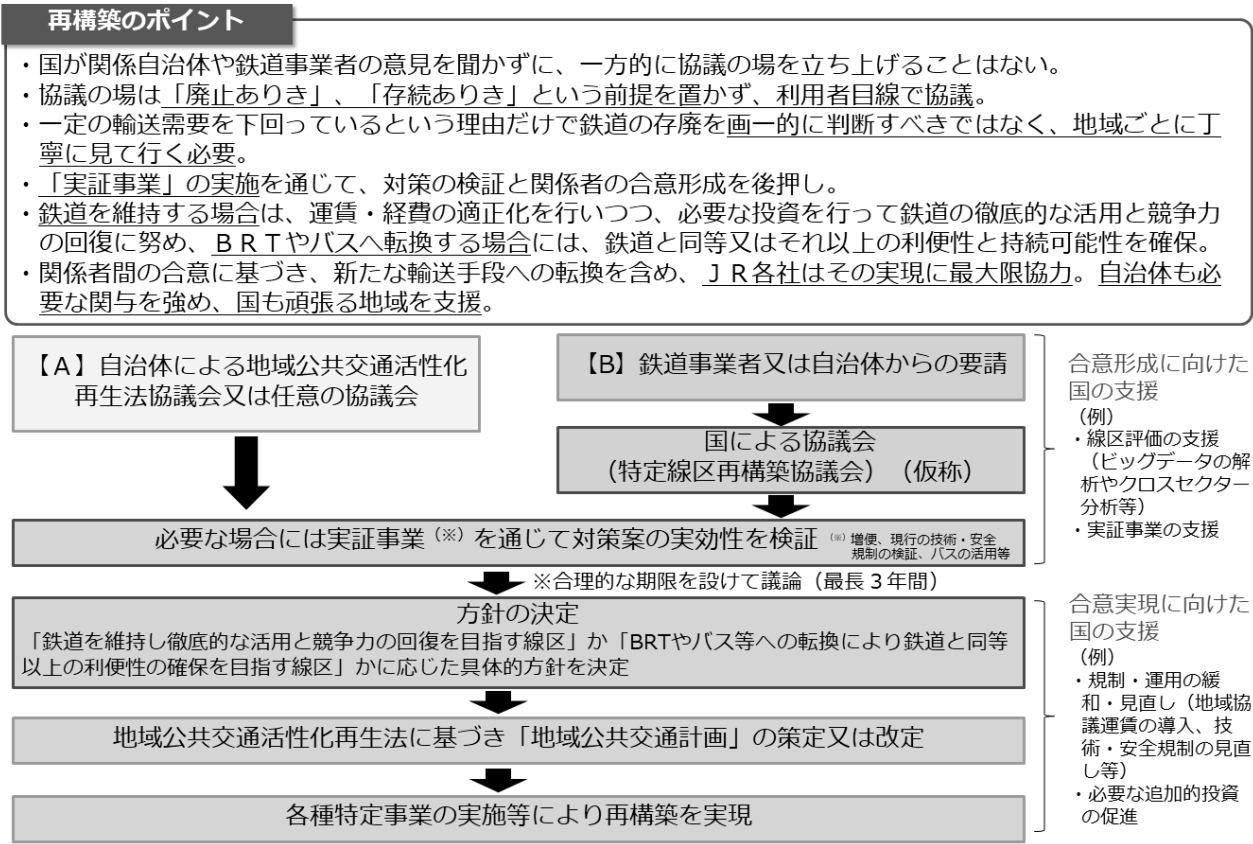 再構築のポイント
・国が関係自治体や鉄道事業者の意見を聞かずに、一方的に協議の場を立ち上げることはない。
・協議の場は「廃止ありき」、「存続ありき」という前提を置かず、利用者目線で協議。
・一定の輸送需要を下回っているという理由だけで鉄道の存廃を画一的に判断すべきではなく、地域ごとに丁
寧に見て行く必要。
・「実証事業」の実施を通じて、対策の検証と関係者の合意形成を後押し。
・鉄道を維持する場合は、運賃・経費の適正化を行いつつ、必要な投資を行って鉄道の徹底的な活用と競争力
の回復に努め、ＢＲＴやバスへ転換する場合には、鉄道と同等又はそれ以上の利便性と持続可能性を確保。
・関係者間の合意に基づき、新たな輸送手段への転換を含め、ＪＲ各社はその実現に最大限協力。自治体も必
要な関与を強め、国も頑張る地域を支援。
【Ａ】自治体による地域公共交通活性化
再生法協議会又は任意の協議会
【B】鉄道事業者又は自治体からの要請
国による協議会
（特定線区再構築協議会）（仮称）
必要な場合には実証事業（※）を通じて対策案の実効性を検証
（※）増便、現行の技術・安全
規制の検証、バスの活用等
※合理的な期限を設けて議論（最長３年間）
方針の決定
「鉄道を維持し徹底的な活用と競争力の回復を目指す線区」か「BRTやバス等への転換により鉄道と同等
以上の利便性の確保を目指す線区」かに応じた具体的方針を決定
地域公共交通活性化再生法に基づき「地域公共交通計画」の策定又は改定
各種特定事業の実施等により再構築を実現
合意形成に向けた
国の支援
（例）
・線区評価の支援
（ビッグデータの解
析やクロスセクター
分析等）
・実証事業の支援
合意実現に向けた
国の支援
（例）
・規制・運用の緩
和・見直し（地域協
議運賃の導入、技
術・安全規制の見直
し等）
・必要な追加的投資
の促進